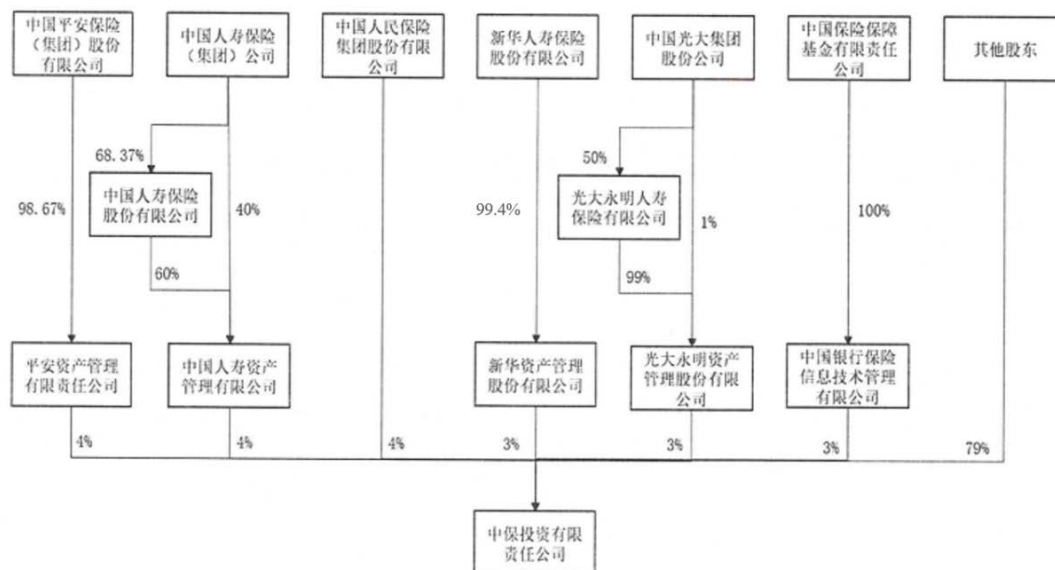 中国平安保险
（集团）股份
有限公司
中国人寿保险
（集团）公司
中国人民保险
集团股份有限
公司
新华人寿保险
股份有限公司
中国光大集团
股份公司
中国保险保障
基金有限责任
公司
其他股东
68.37%
50%
中国人寿保险
股份有限公司
光大永明人寿
保险有限公司
98.67%
40%
99.4%
1%
100%
60%
99%
平安资产管理
有限责任公司
中国人寿资产
管理有限公司
新华资产管理
股份有限公司
光大永明资产
管理股份有限
公司
中国银行保险
信息技术管理
有限公司
4%
4%
4%
3%
3%
3%
79%
中保投资有限
责任公司